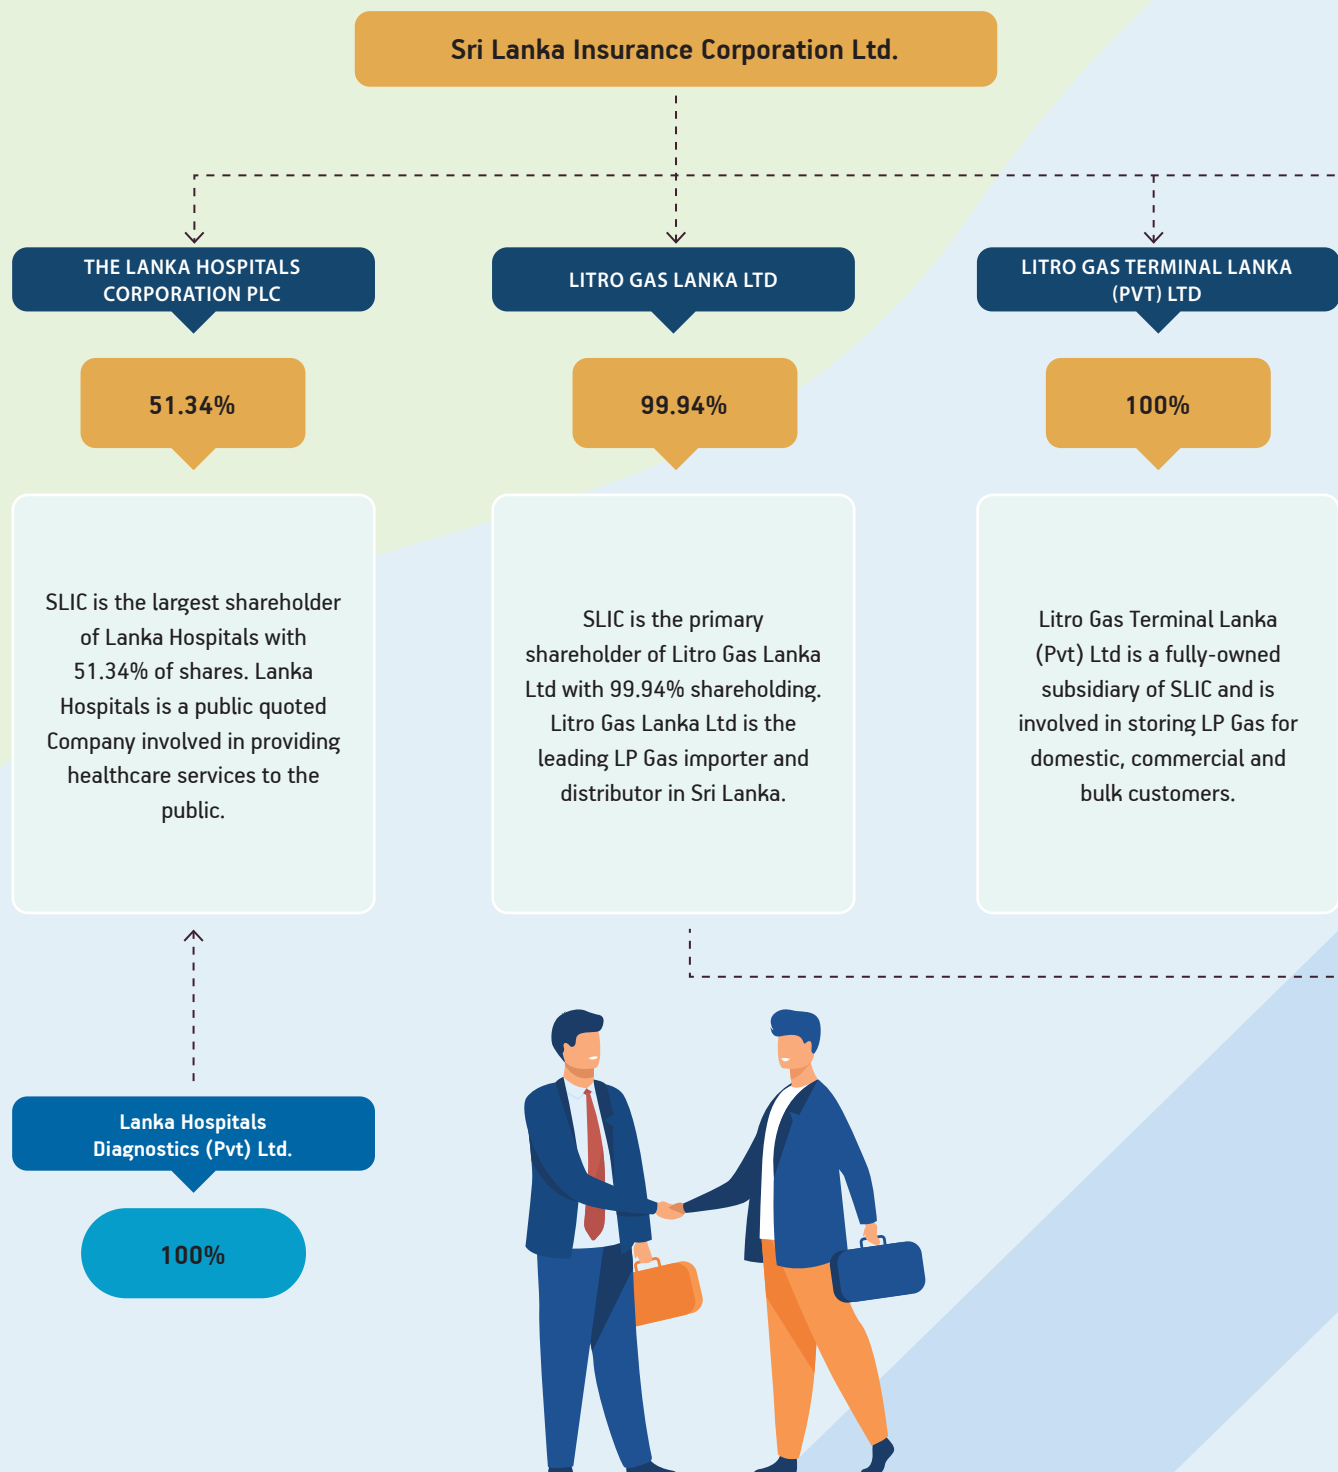 Sri Lanka Insurance Corporation Ltd.
THE LANKA HOSPITALS
CORPORATION PLC
51.34%
SLIC is the largest shareholder
of Lanka Hospitals with
51.34% of shares. Lanka
Hospitals is a public quoted
Company involved in providing
healthcare services to the
public.
Lanka Hospitals
Diagnostics (Pvt) Ltd.
100%
LITRO GAS LANKA LTD
99.94%
SLIC is the primary
shareholder of Litro Gas Lanka
Ltd with 99.94% shareholding.
Litro Gas Lanka Ltd is the
leading LP Gas importer and
distributor in Sri Lanka.
LITRO GAS TERMINAL LANKA
(PVT) LTD
100%
Litro Gas Terminal Lanka
(Pvt) Ltd is a fully-owned
subsidiary of SLIC and is
involved in storing LP Gas for
domestic, commercial and
bulk customers.